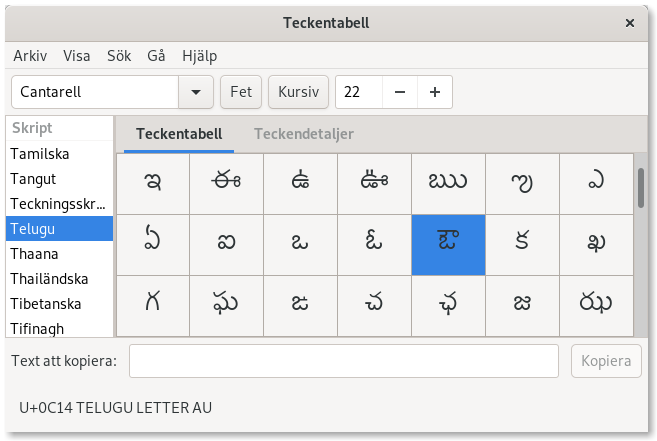 Teckentabell
Arkiv Visa Sök Gå Hjälp
Cantarell Fet Kursiv 22
Skript
Tamilska
Tangut
Teckningsskr...
Telugu
Thaana
Thailändska
Tibetanska
Tifinagh
Teckentabell Teckendetaljer
ఇ ఈ ఉ ఊ ఋ ఌ ఎ
ఏ ఐ ఒ ఓ ఔ క ఖ
గ ఘ ఙ చ ఛ జ ఝ
Text att kopiera: Kopiera
U+0C14 TELUGU LETTER AU